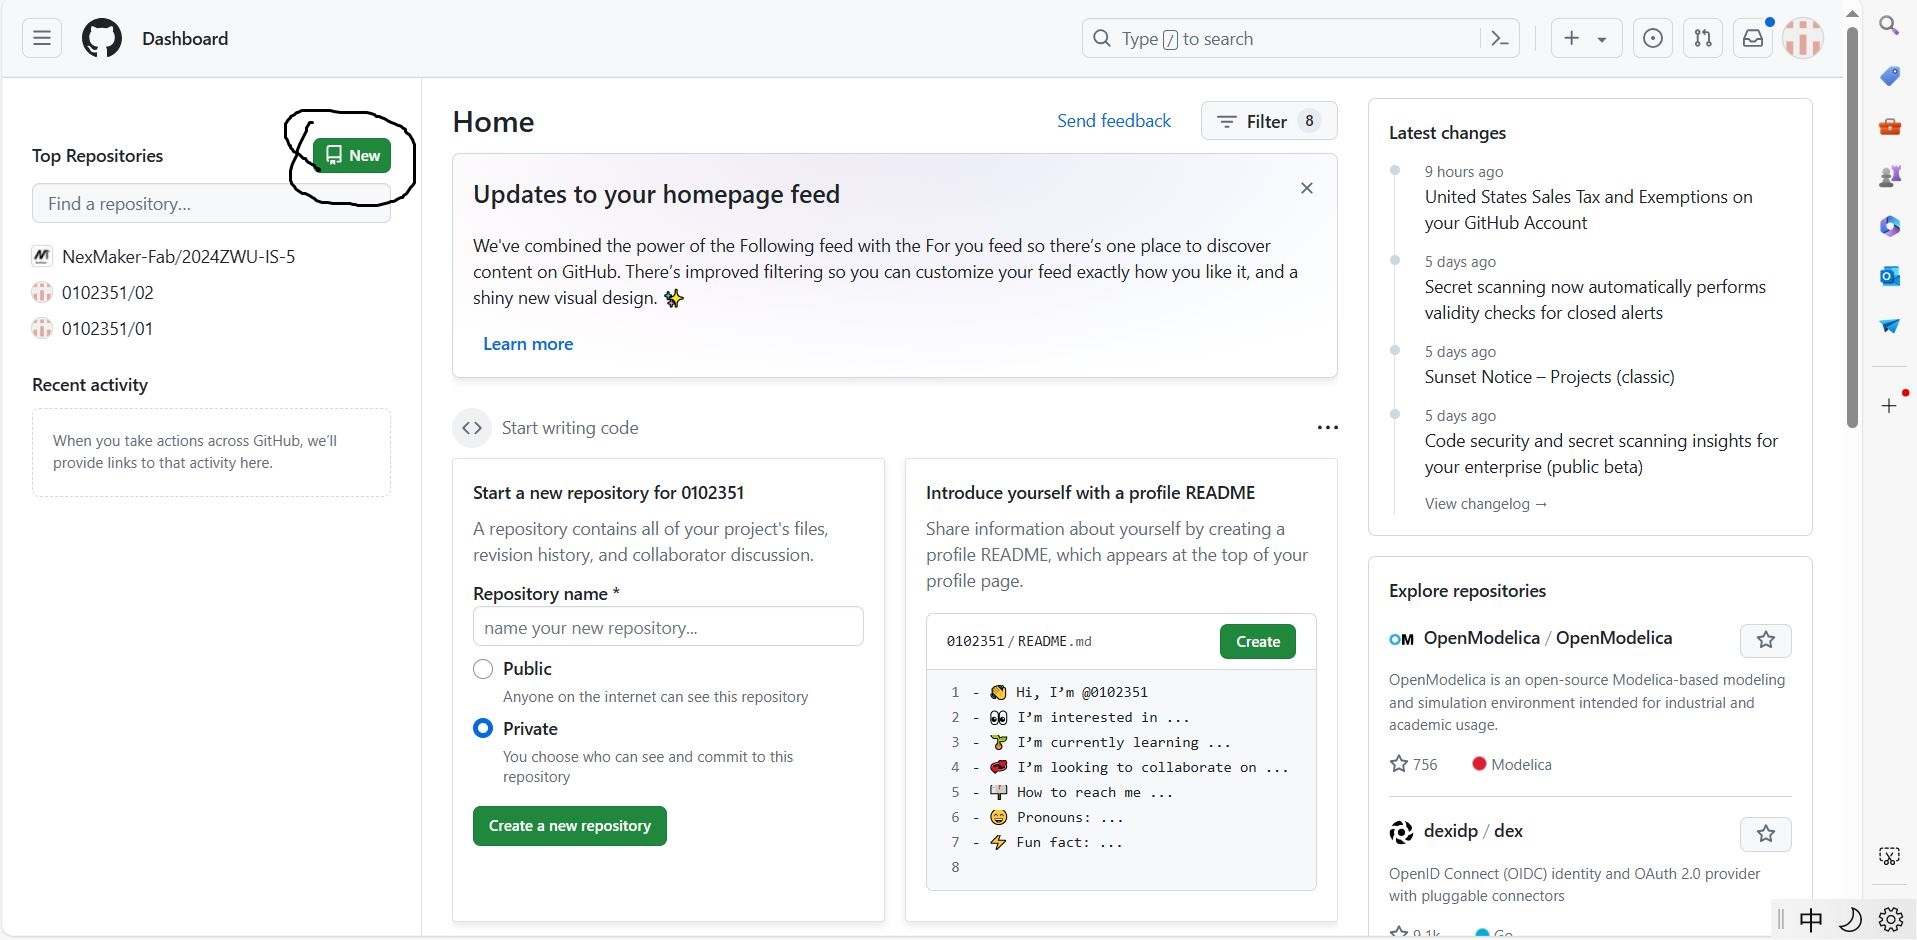 Dashboard
Type / to search
Top Repositories
New
Find a repository...
NexMaker-Fab/2024ZWU-IS-5
0102351/02
0102351/01
Recent activity
When you take actions across GitHub, we’ll
provide links to that activity here.
Home
Send feedback
Filter 8
Updates to your homepage feed
We've combined the power of the Following feed with the For you feed so there’s one place to discover
content on GitHub. There’s improved filtering so you can customize your feed exactly how you like it, and a
shiny new visual design. ✨
Learn more
Start writing code
Start a new repository for 0102351
A repository contains all of your project's files,
revision history, and collaborator discussion.
Repository name *
name your new repository...
Public
Anyone on the internet can see this repository
Private
You choose who can see and commit to this
repository
Create a new repository
Introduce yourself with a profile README
Share information about yourself by creating a
profile README, which appears at the top of your
profile page.
0102351 / README.md
Create
1 - 👋 Hi, I’m @0102351
2 - 👀 I’m interested in ...
3 - 🌱 I’m currently learning ...
4 - 💞️ I’m looking to collaborate on ...
5 - 📫 How to reach me ...
6 - 😄 Pronouns: ...
7 - ⚡ Fun fact: ...
8
Latest changes
9 hours ago
United States Sales Tax and Exemptions on
your GitHub Account
5 days ago
Secret scanning now automatically performs
validity checks for closed alerts
5 days ago
Sunset Notice – Projects (classic)
5 days ago
Code security and secret scanning insights for
your enterprise (public beta)
View changelog →
Explore repositories
OM OpenModelica / OpenModelica
OpenModelica is an open-source Modelica-based modeling
and simulation environment intended for industrial and
academic usage.
756 Modelica
dexidp / dex
OpenID Connect (OIDC) identity and OAuth 2.0 provider
with pluggable connectors
9.1k Go
中